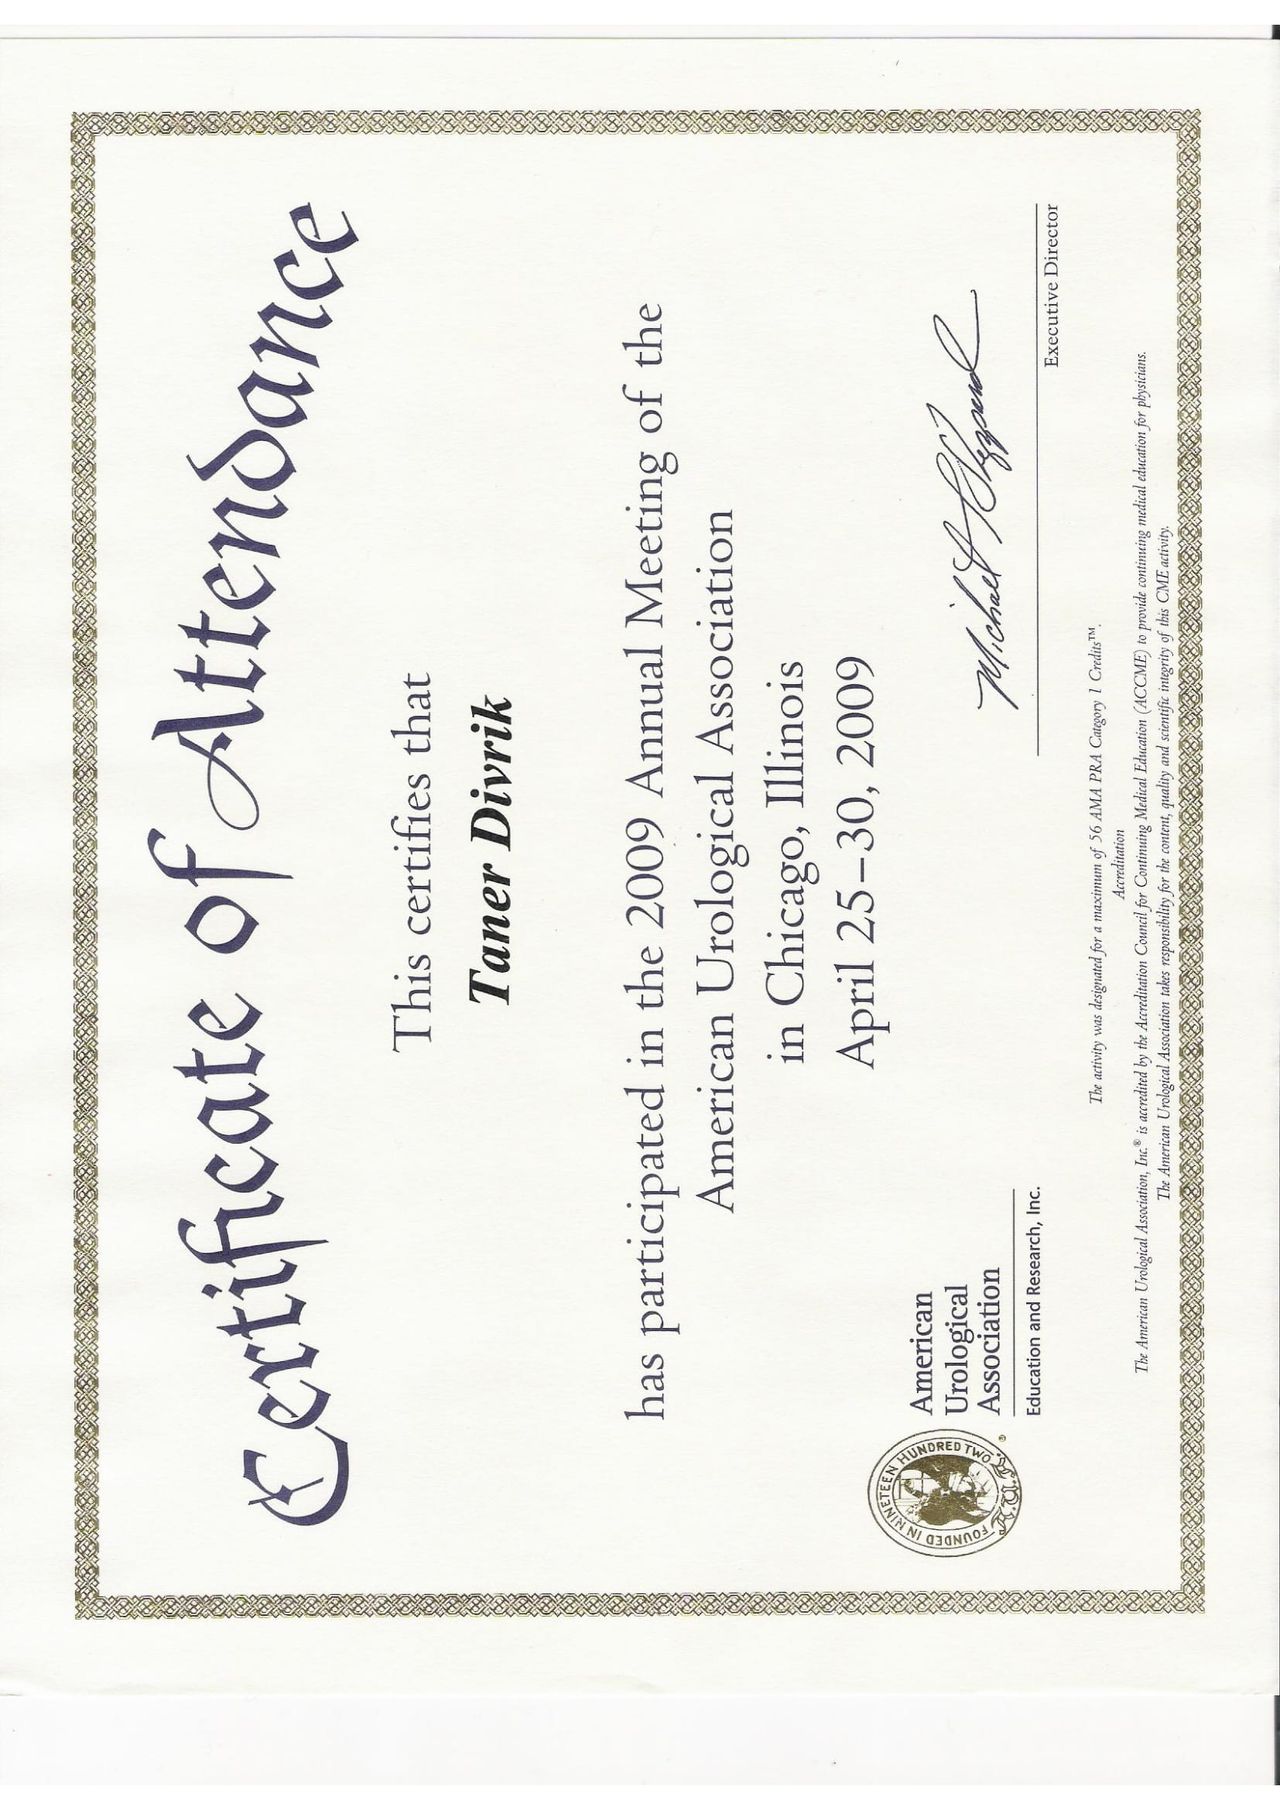 Certificate of Attendance
This certifies that
Taner Divrik
has participated in the 2009 Annual Meeting of the
American Urological Association
in Chicago, Illinois
April 25–30, 2009
FOUNDED IN NINETEEN HUNDRED TWO
A.U.A.
®
American
Urological
Association
Education and Research, Inc.
Michael
Executive Director
The activity was designated for a maximum of 56 AMA PRA Category 1 Credits™.
Accreditation
The American Urological Association, Inc.® is accredited by the Accreditation Council for Continuing Medical Education (ACCME) to provide continuing medical education for physicians.
The American Urological Association takes responsibility for the content, quality and scientific integrity of this CME activity.